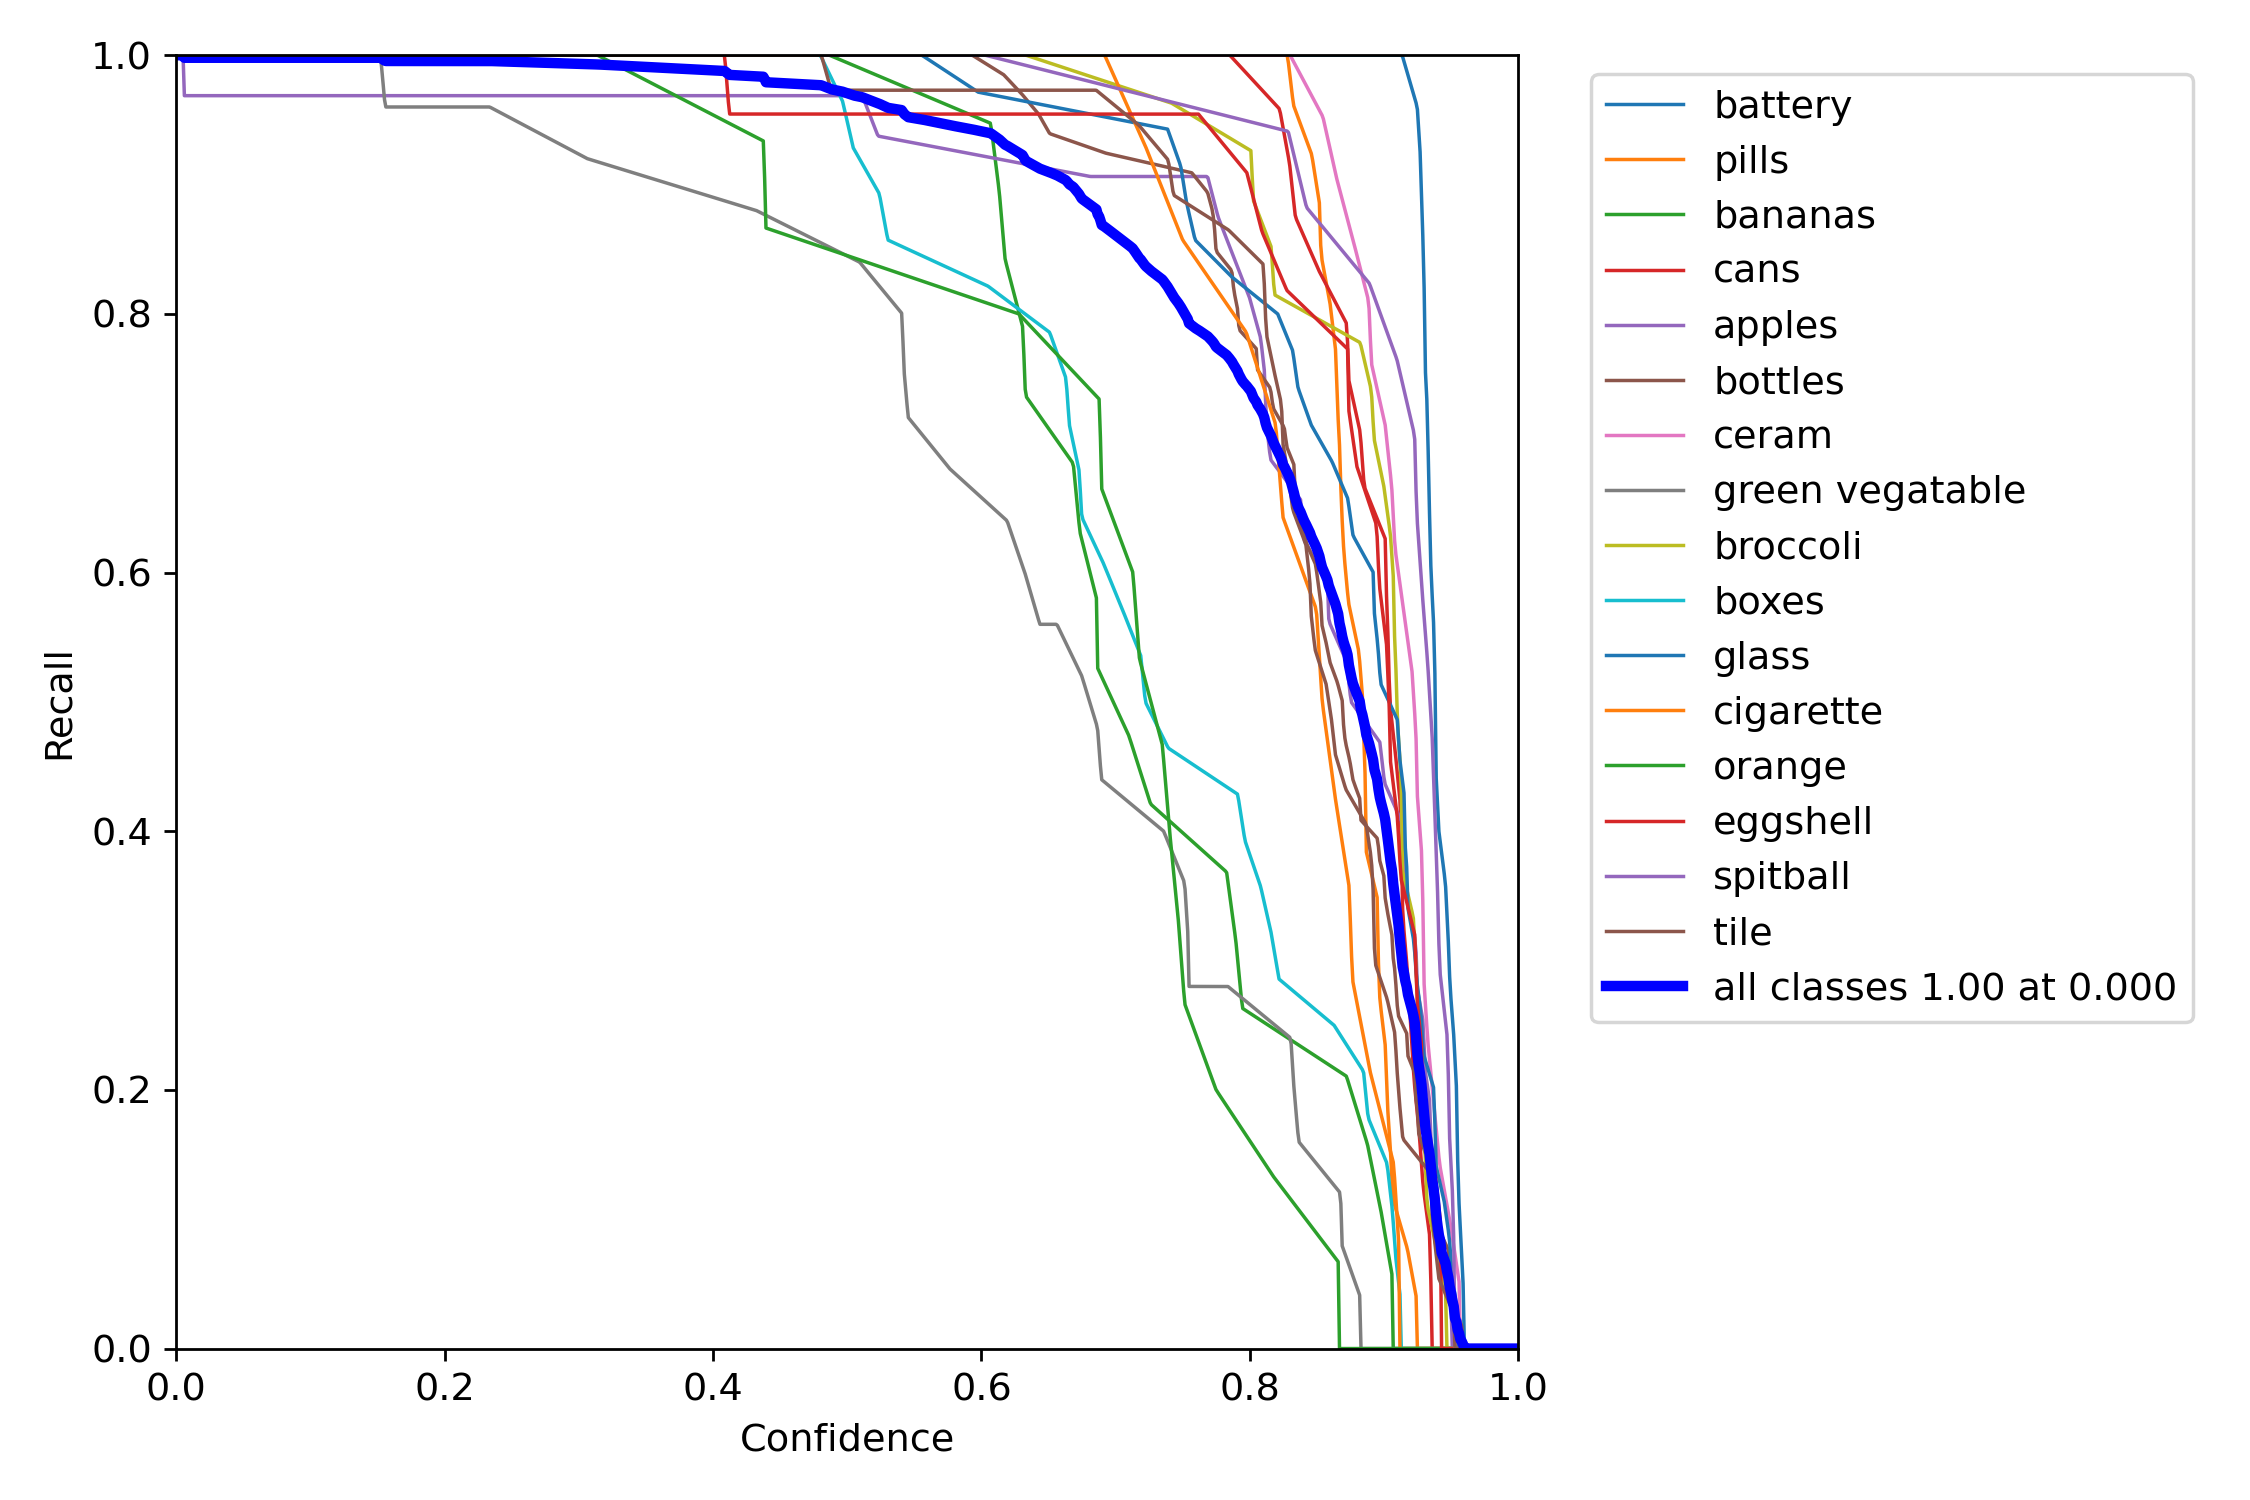 1.0
0.8
0.6
0.4
0.2
0.0
Recall
0.0 0.2 0.4 0.6 0.8 1.0
Confidence
battery
pills
bananas
cans
apples
bottles
ceram
green vegatable
broccoli
boxes
glass
cigarette
orange
eggshell
spitball
tile
all classes 1.00 at 0.000